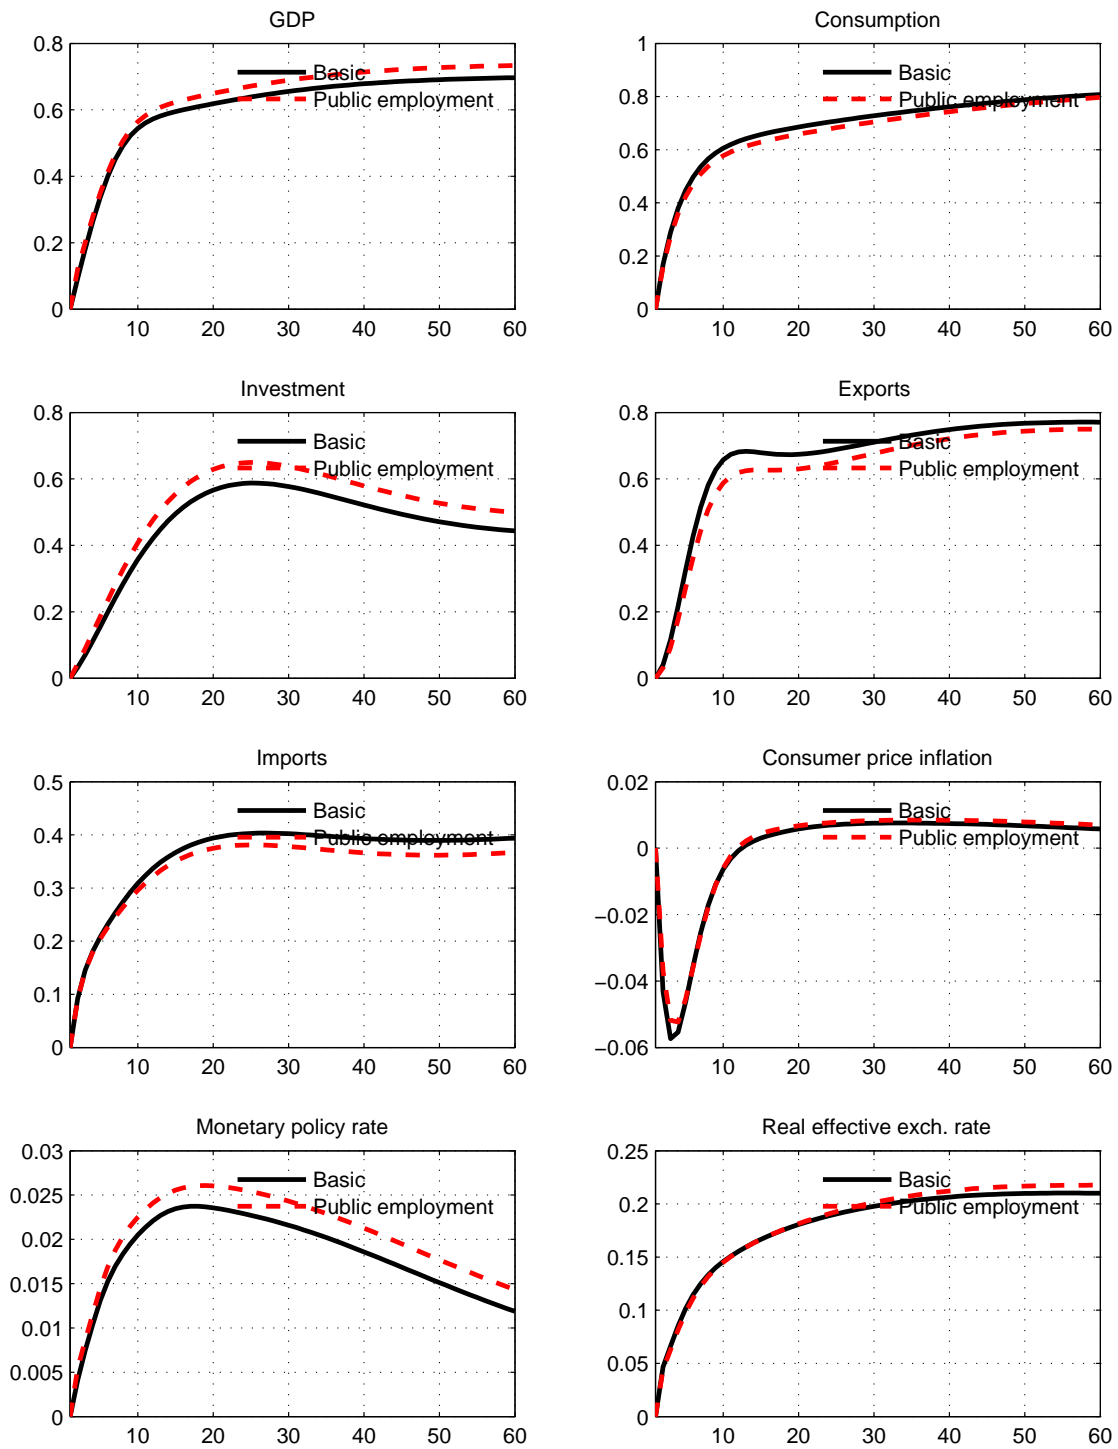 GDP
0.8
0.6
0.4
0.2
0
10 20 30 40 50 60
Basic
Public employment
Consumption
1
0.8
0.6
0.4
0.2
0
10 20 30 40 50 60
Basic
Public employment
Investment
0.8
0.6
0.4
0.2
0
10 20 30 40 50 60
Basic
Public employment
Exports
0.8
0.6
0.4
0.2
0
10 20 30 40 50 60
Basic
Public employment
Imports
0.5
0.4
0.3
0.2
0.1
0
10 20 30 40 50 60
Basic
Public employment
Consumer price inflation
0.02
0
−0.02
−0.04
−0.06
10 20 30 40 50 60
Basic
Public employment
Monetary policy rate
0.03
0.025
0.02
0.015
0.01
0.005
0
10 20 30 40 50 60
Basic
Public employment
Real effective exch. rate
0.25
0.2
0.15
0.1
0.05
0
10 20 30 40 50 60
Basic
Public employment